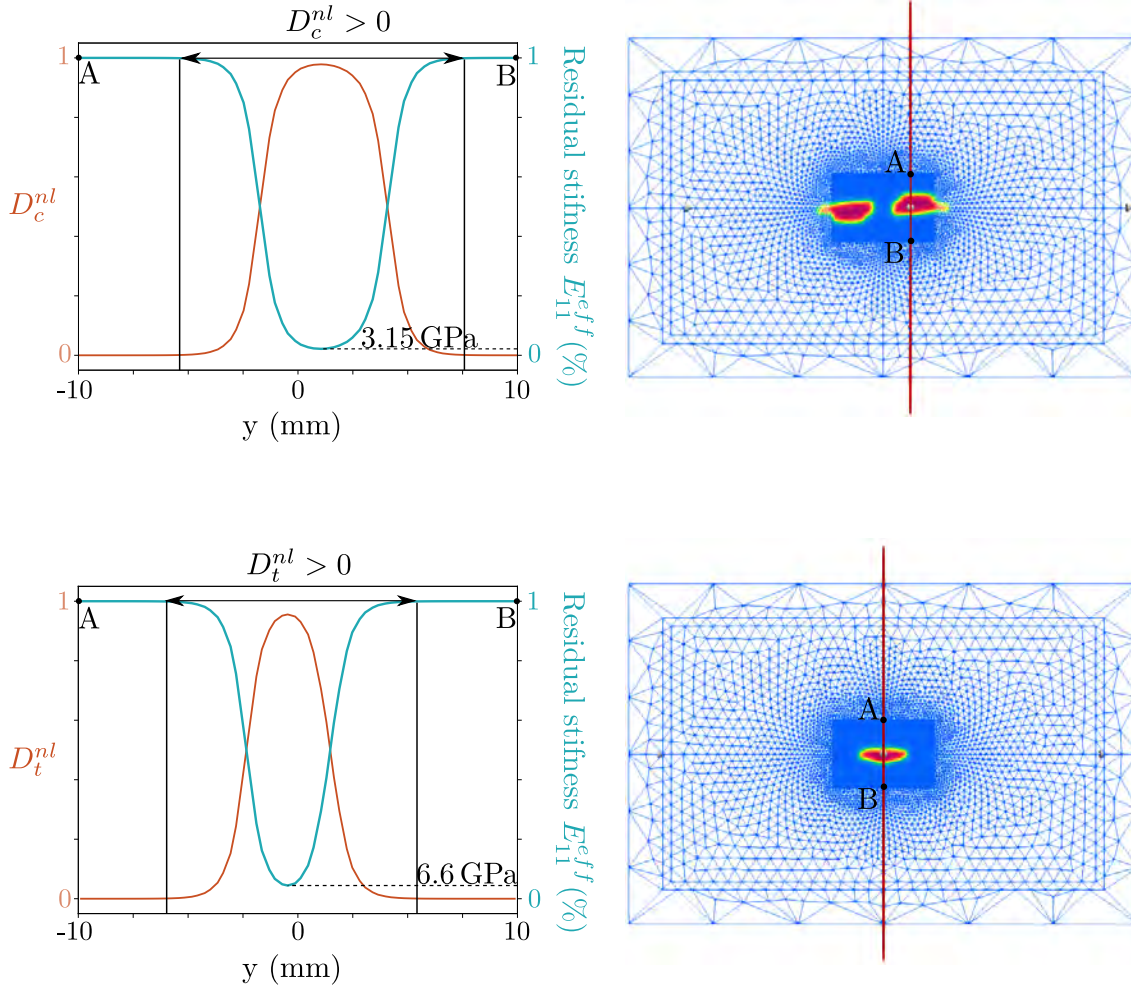 D_c^{nl} > 0
1
A
B
1
D_c^{nl}
Residual stifness E_{11}^{eff} (%)
3.15 GPa
0
0
-10
0
10
y (mm)
A
B
D_t^{nl} > 0
1
A
B
1
D_t^{nl}
Residual stifness E_{11}^{eff} (%)
6.6 GPa
0
0
-10
0
10
y (mm)
A
B